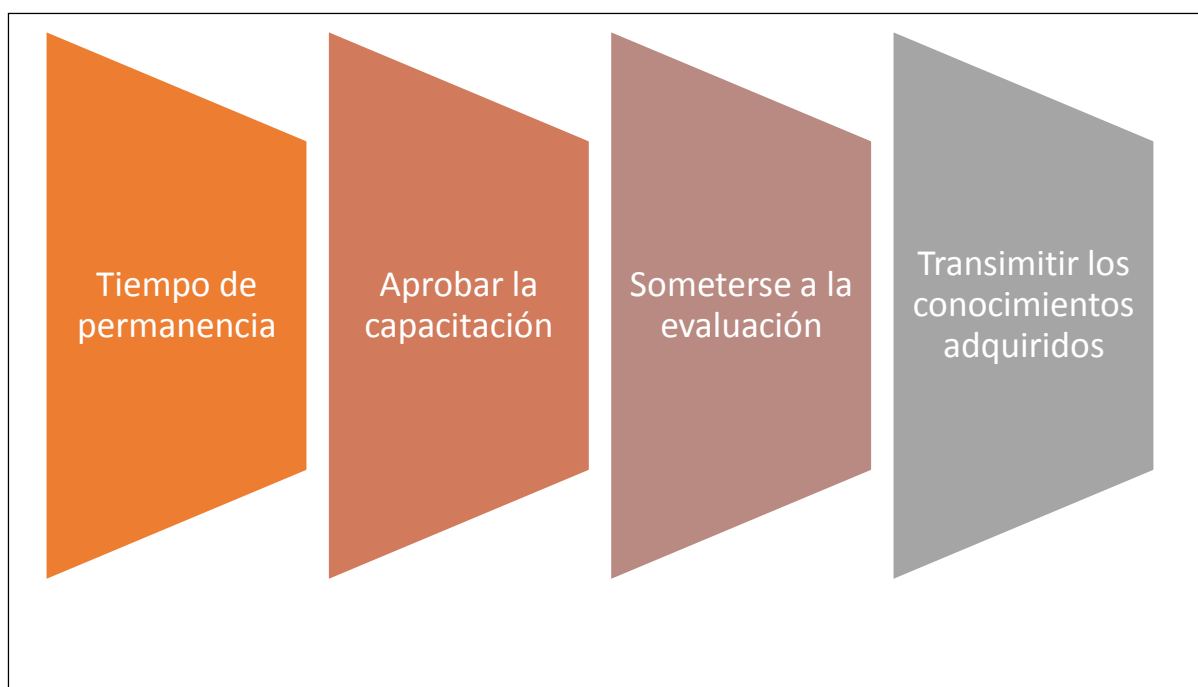 Tiempo de
permanencia
Aprobar la
capacitación
Someterse a la
evaluación
Transimitir los
conocimientos
adquiridos